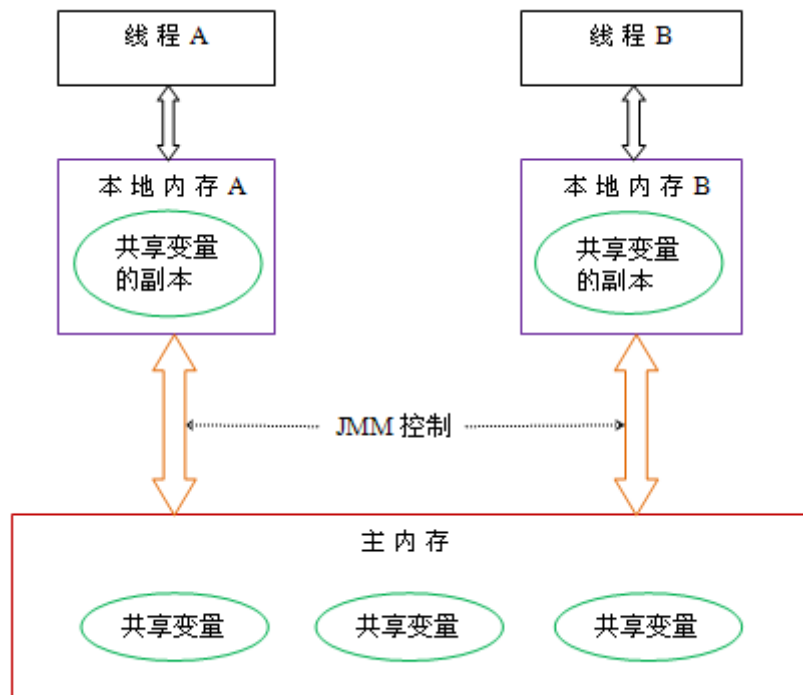 线程 A
线程 B
本地内存 A
共享变量
的副本
本地内存 B
共享变量
的副本
JMM 控制
主内存
共享变量
共享变量
共享变量